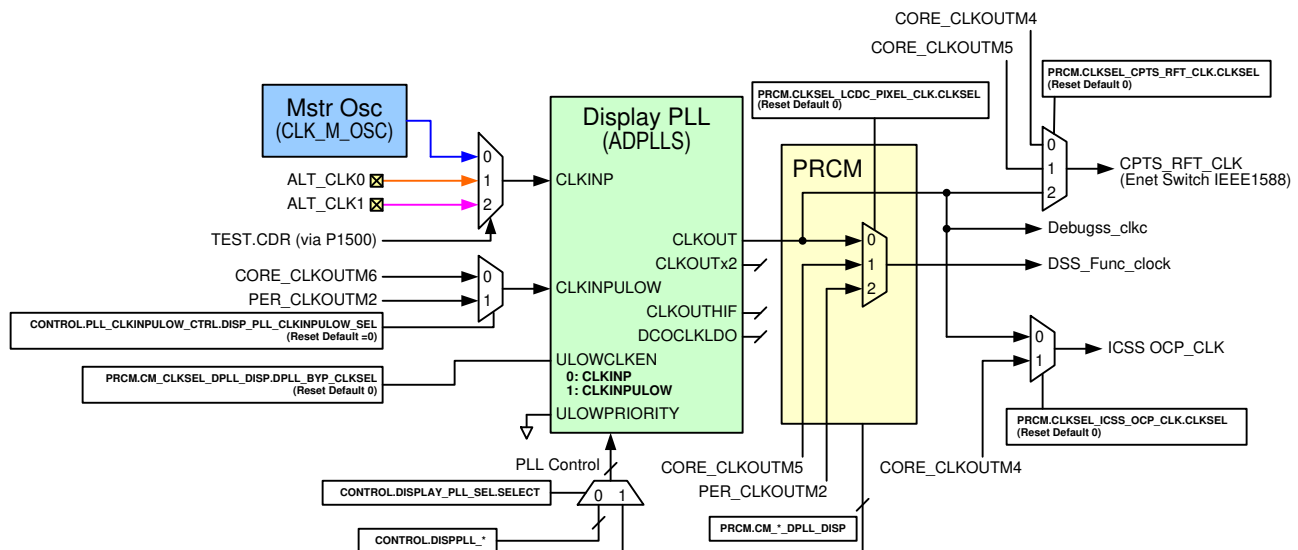 CORE_CLKOUTM4
CORE_CLKOUTM5
PRCM.CLKSEL_CPTS_RFT_CLK.CLKSEL
(Reset Default 0)
PRCM.CLKSEL_LCDC_PIXEL_CLK.CLKSEL
(Reset Default 0)
Mstr Osc
(CLK_M_OSC)
Display PLL
(ADPLLS)
PRCM
0
1
2
ALT_CLK0
ALT_CLK1
TEST.CDR (via P1500)
CLKINP
0
1
2
CPTS_RFT_CLK
(Enet Switch IEEE1588)
Debugss_clkc
CLKOUT
CLKOUTx2
0
1
2
DSS_Func_clock
CORE_CLKOUTM6
PER_CLKOUTM2
0
1
CLKINPULOW
CLKOUTHIF
DCOCLKLDO
CONTROL.PLL_CLKINPULOW_CTRL.DISP_PLL_CLKINPULOW_SEL
(Reset Default =0)
0
1
ICSS OCP_CLK
ULOWCLKEN
0: CLKINP
1: CLKINPULOW
PRCM.CM_CLKSEL_DPLL_DISP.DPLL_BYP_CLKSEL
(Reset Default 0)
ULOWPRIORITY
PRCM.CLKSEL_ICSS_OCP_CLK.CLKSEL
(Reset Default 0)
PLL Control
CORE_CLKOUTM5
CORE_CLKOUTM4
PER_CLKOUTM2
CONTROL.DISPLAY_PLL_SEL.SELECT
0 1
PRCM.CM_*_DPLL_DISP
CONTROL.DISPPLL_*